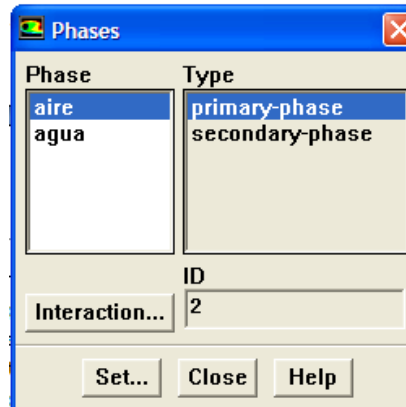 Phases
Phase Type
aire primary-phase
agua secondary-phase
ID
Interaction... 2
Set... Close Help